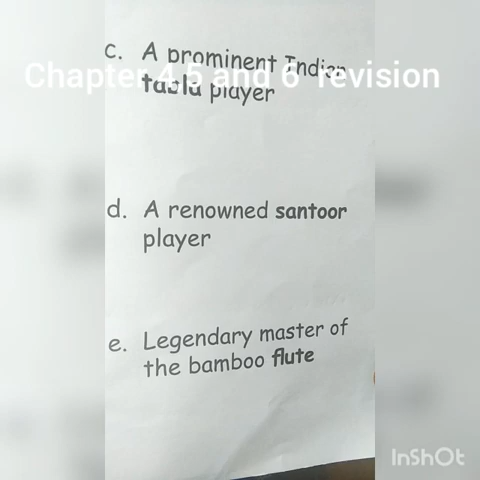 c. A prominent Indian
Chapter 4,5 and 6 revision
tabla player
d. A renowned santoor
player
e. Legendary master of
the bamboo flute
InShOt